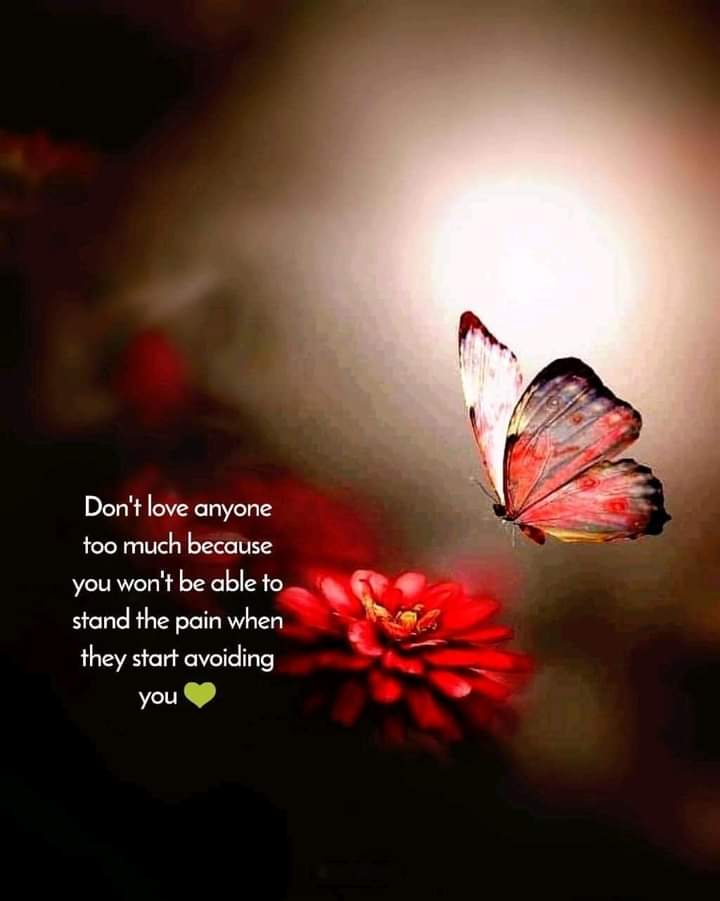 Don't love anyone
too much because
you won't be able to
stand the pain when
they start avoiding
you 💚